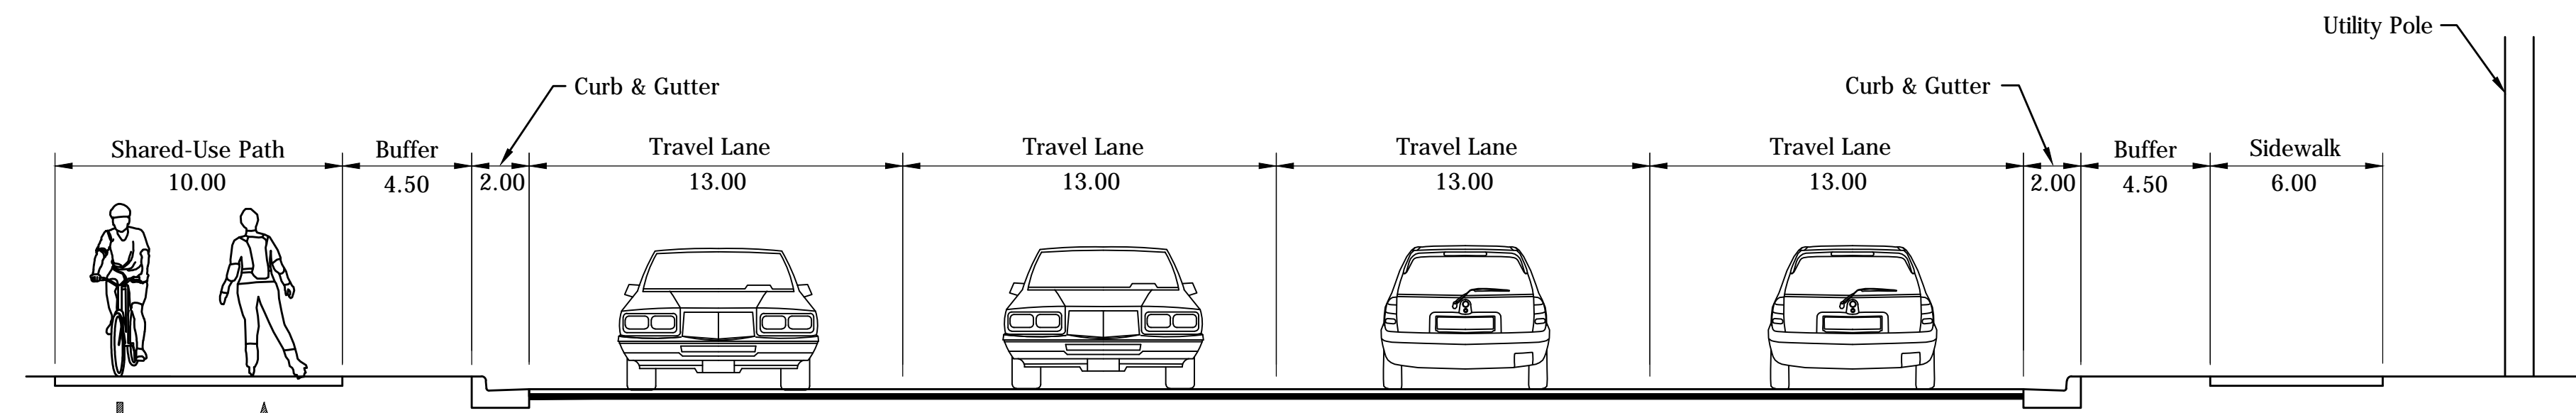 Utility Pole
Curb & Gutter
Curb & Gutter
Shared-Use Path
Buffer
Travel Lane
Travel Lane
Travel Lane
Travel Lane
Buffer
Sidewalk
10.00
4.50
2.00
13.00
13.00
13.00
13.00
2.00
4.50
6.00